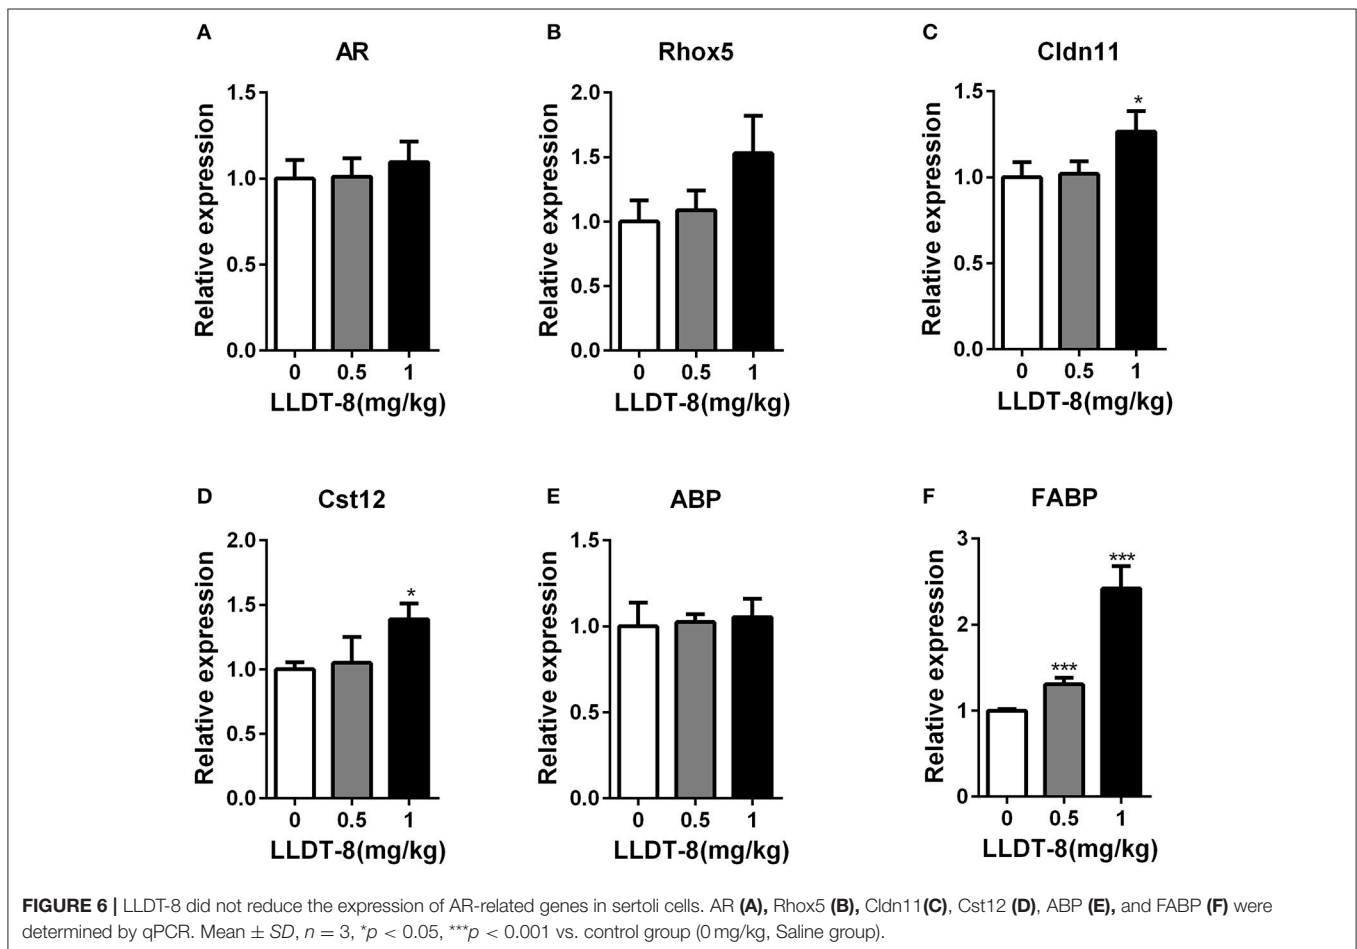 A
AR
Relative expression
1.5
1.0
0.5
0.0
0 0.5 1
LLDT-8(mg/kg)
B
Rhox5
Relative expression
2.0
1.5
1.0
0.5
0.0
0 0.5 1
LLDT-8(mg/kg)
C
Cldn11
Relative expression
1.5
1.0
0.5
0.0
*
0 0.5 1
LLDT-8(mg/kg)
D
Cst12
Relative expression
2.0
1.5
1.0
0.5
0.0
*
0 0.5 1
LLDT-8(mg/kg)
E
ABP
Relative expression
1.5
1.0
0.5
0.0
0 0.5 1
LLDT-8(mg/kg)
F
FABP
Relative expression
3
2
1
0
***
***
0 0.5 1
LLDT-8(mg/kg)
FIGURE 6 | LLDT-8 did not reduce the expression of AR-related genes in sertoli cells. AR (A), Rhox5 (B), Cldn11(C), Cst12 (D), ABP (E), and FABP (F) were
determined by qPCR. Mean ± SD, n = 3, *p < 0.05, ***p < 0.001 vs. control group (0 mg/kg, Saline group).